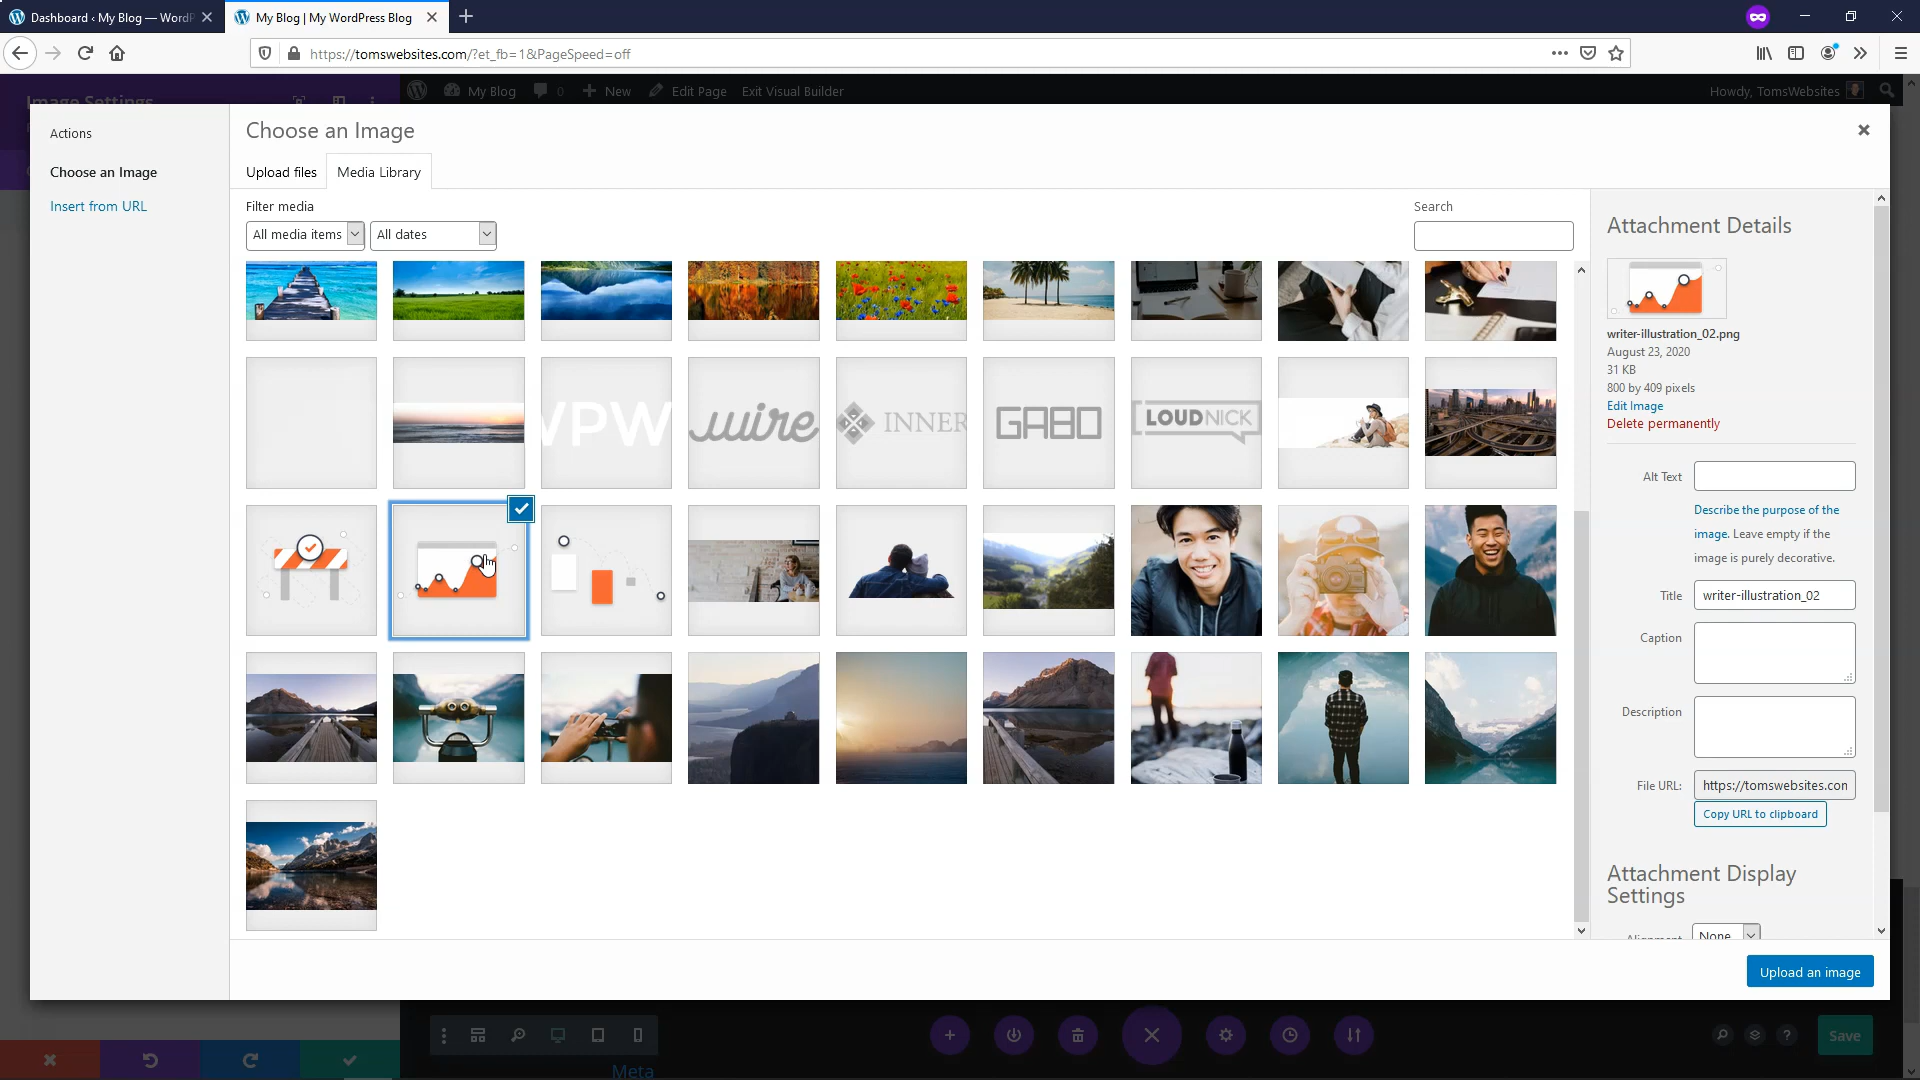 Dashboard ‹ My Blog — WordP
My Blog | My WordPress Blog
https://tomswebsites.com/?et_fb=1&PageSpeed=off
Image Settings
My Blog
0
New
Edit Page
Exit Visual Builder
Howdy, TomsWebsites
Actions
Choose an Image
Insert from URL
Choose an Image
Upload files
Media Library
Filter media
All media items
All dates
Search
VPW
wire
INNER
GABO
LOUDNICK
Attachment Details
writer-illustration_02.png
August 23, 2020
31 KB
800 by 409 pixels
Edit Image
Delete permanently
Alt Text
Describe the purpose of the
image. Leave empty if the
image is purely decorative.
Title
writer-illustration_02
Caption
Description
File URL:
https://tomswebsites.con
Copy URL to clipboard
Attachment Display
Settings
Alignment
None
Upload an image
Save
Meta